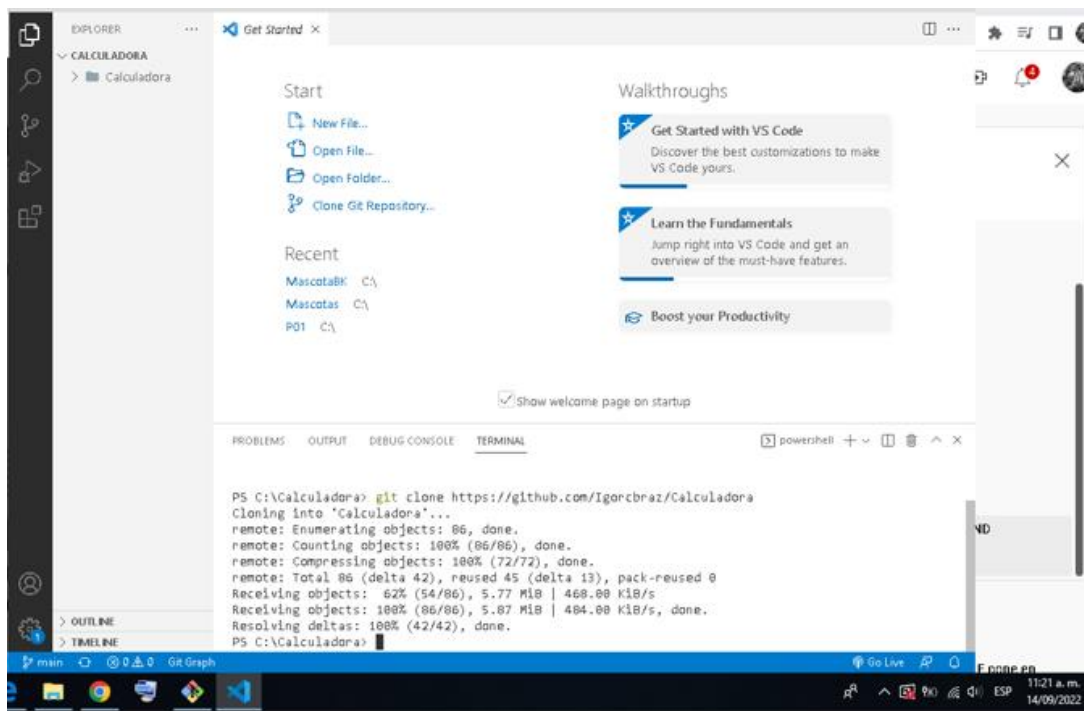 EXPLORER
Get Started
CALCULADORA
Calculadora
Start
New File...
Open File...
Open Folder...
Clone Git Repository...
Recent
MascotaBK C:\
Mascotas C:\
P01 C:\
Walkthroughs
Get Started with VS Code
Discover the best customizations to make
VS Code yours.
Learn the Fundamentals
Jump right into VS Code and get an
overview of the must-have features.
Boost your Productivity
Show welcome page on startup
PROBLEMS OUTPUT DEBUG CONSOLE TERMINAL
powershell
PS C:\Calculadora> git clone https://github.com/Igorcbraz/Calculadora
Cloning into 'Calculadora'...
remote: Enumerating objects: 86, done.
remote: Counting objects: 100% (86/86), done.
remote: Compressing objects: 100% (72/72), done.
remote: Total 86 (delta 42), reused 45 (delta 13), pack-reused 0
Receiving objects: 62% (54/86), 5.77 MiB | 468.00 KiB/s
Receiving objects: 100% (86/86), 5.87 MiB | 484.00 KiB/s, done.
Resolving deltas: 100% (42/42), done.
PS C:\Calculadora>
OUTLINE
TIMELINE
main 0 0 Git Graph
Go Live
4
ND
1
ESP
11:21 a. m.
14/09/2022